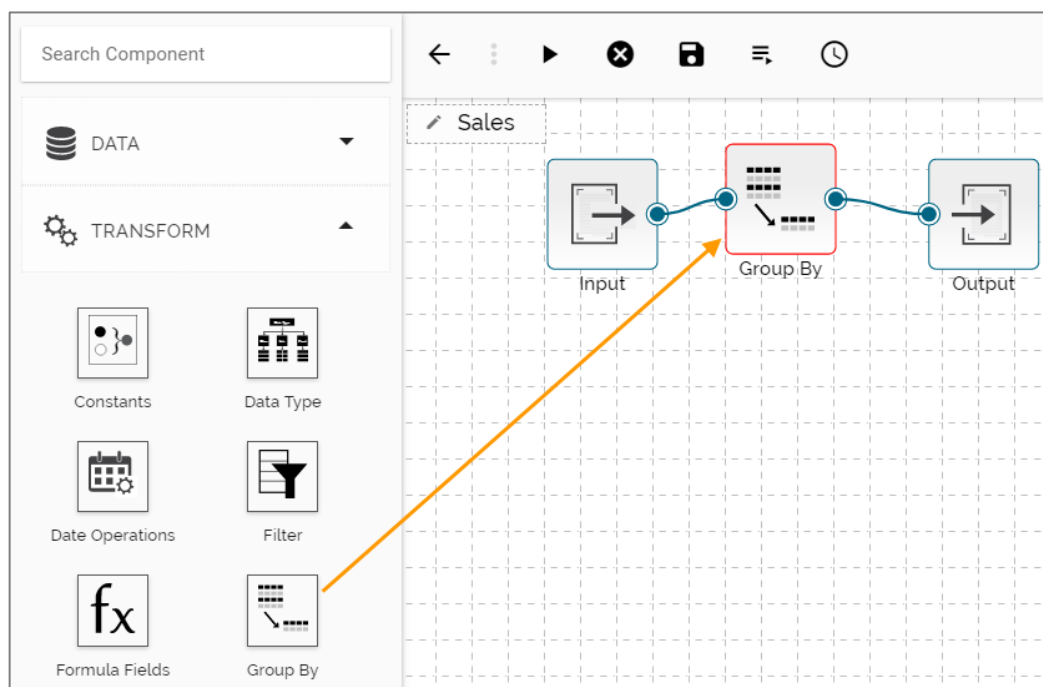 Search Component
DATA
TRANSFORM
Constants
Data Type
Date Operations
Filter
fx
Formula Fields
Group By
Sales
Input
Group By
Output